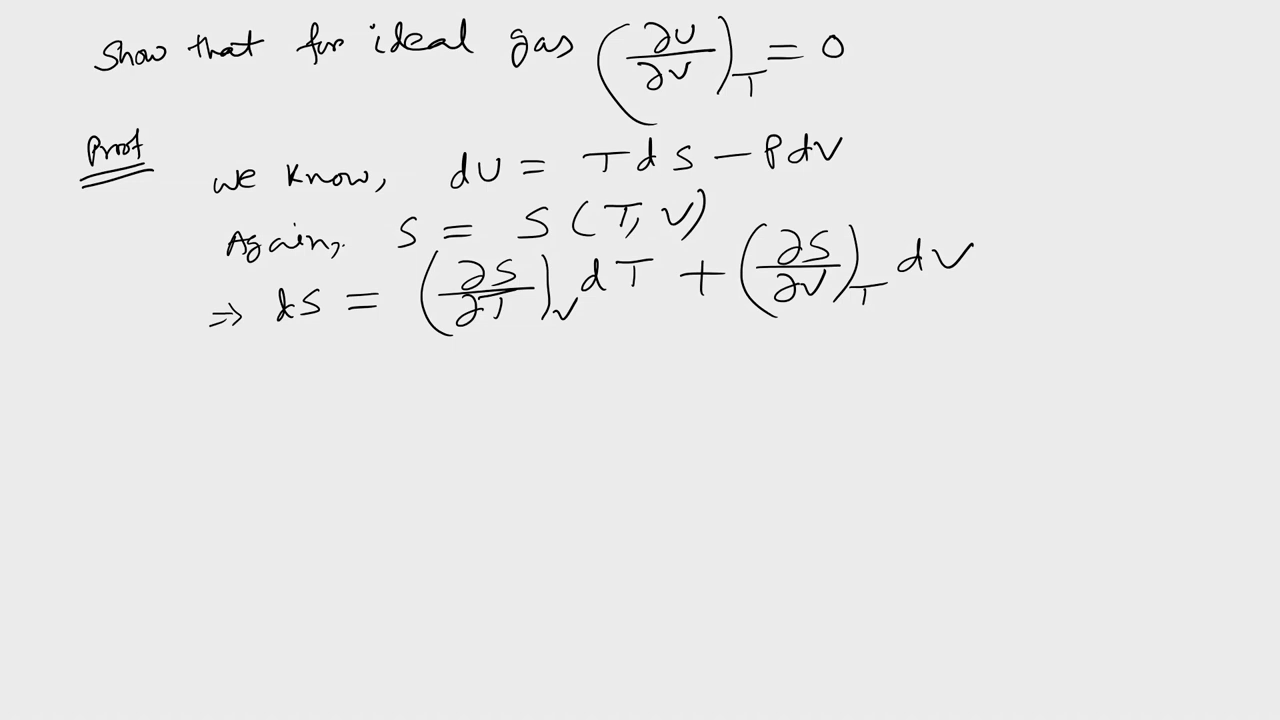 Show that for ideal gas (∂U/∂V)_T = 0
Proof
we know, dU = TdS − PdV
Again, S = S(T, V)
⇒ dS = (∂S/∂T)_V dT + (∂S/∂V)_T dV